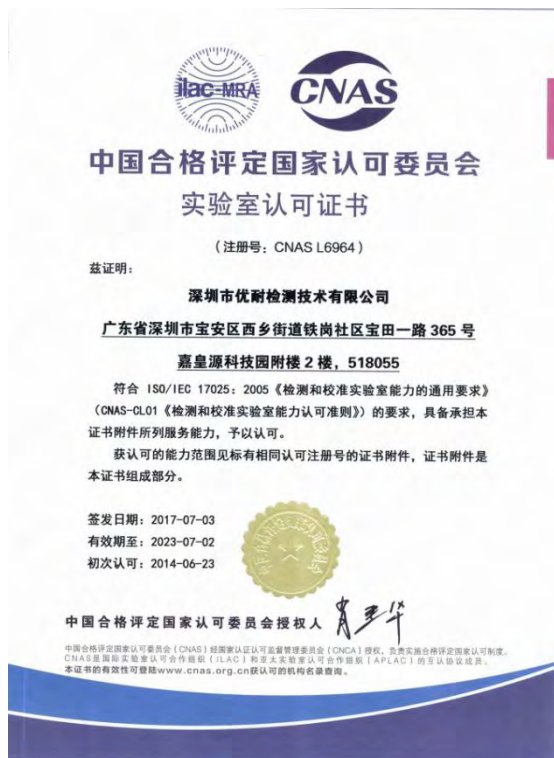 ilac-MRA
CNAS
中国合格评定国家认可委员会
实验室认可证书
（注册号：CNAS L6964）
兹证明：
深圳市优耐检测技术有限公司
广东省深圳市宝安区西乡街道铁岗社区宝田一路 365 号
嘉皇源科技园附楼 2 楼，518055
符合 ISO/IEC 17025：2005《检测和校准实验室能力的通用要求》
（CNAS-CL01《检测和校准实验室能力认可准则》）的要求，具备承担本
证书附件所列服务能力，予以认可。
获认可的能力范围见标有相同认可注册号的证书附件，证书附件是
本证书组成部分。
签发日期：2017-07-03
有效期至：2023-07-02
初次认可：2014-06-23
中国合格评定国家认可委员会授权人
中国合格评定国家认可委员会（CNAS）经国家认证认可监督管理委员会（CNCA）授权，负责实施合格评定国家认可制度。
CNAS是国际实验室认可合作组织（ILAC）和亚太实验室认可合作组织（APLAC）的互认协议成员。
本证书的有效性可登陆www.cnas.org.cn获认可的机构名录查询。